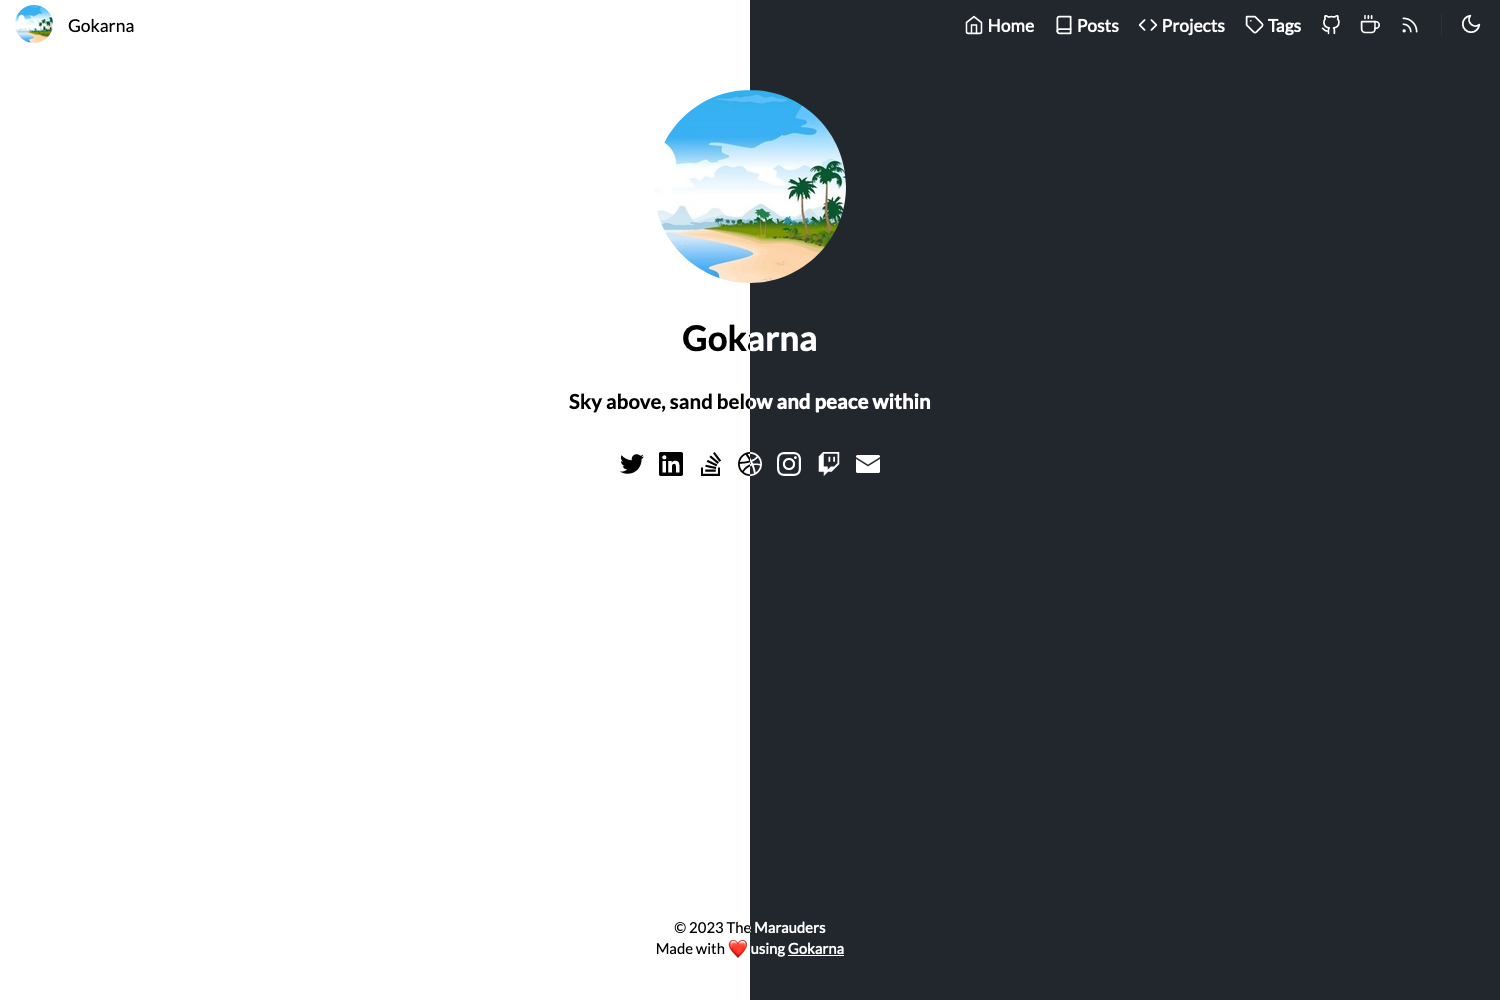 Gokarna
Home Posts Projects Tags
Gokarna
Sky above, sand below and peace within
© 2023 The Marauders
Made with ❤️ using Gokarna